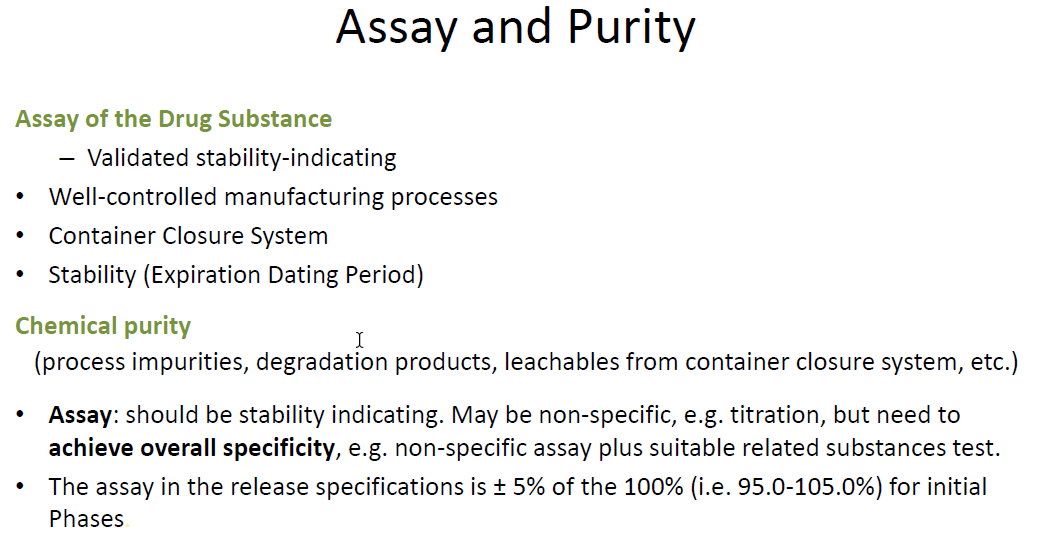 Assay and Purity
Assay of the Drug Substance
– Validated stability-indicating
• Well-controlled manufacturing processes
• Container Closure System
• Stability (Expiration Dating Period)
Chemical purity
(process impurities, degradation products, leachables from container closure system, etc.)
• Assay: should be stability indicating. May be non-specific, e.g. titration, but need to
achieve overall specificity, e.g. non-specific assay plus suitable related substances test.
• The assay in the release specifications is ± 5% of the 100% (i.e. 95.0-105.0%) for initial
Phases.